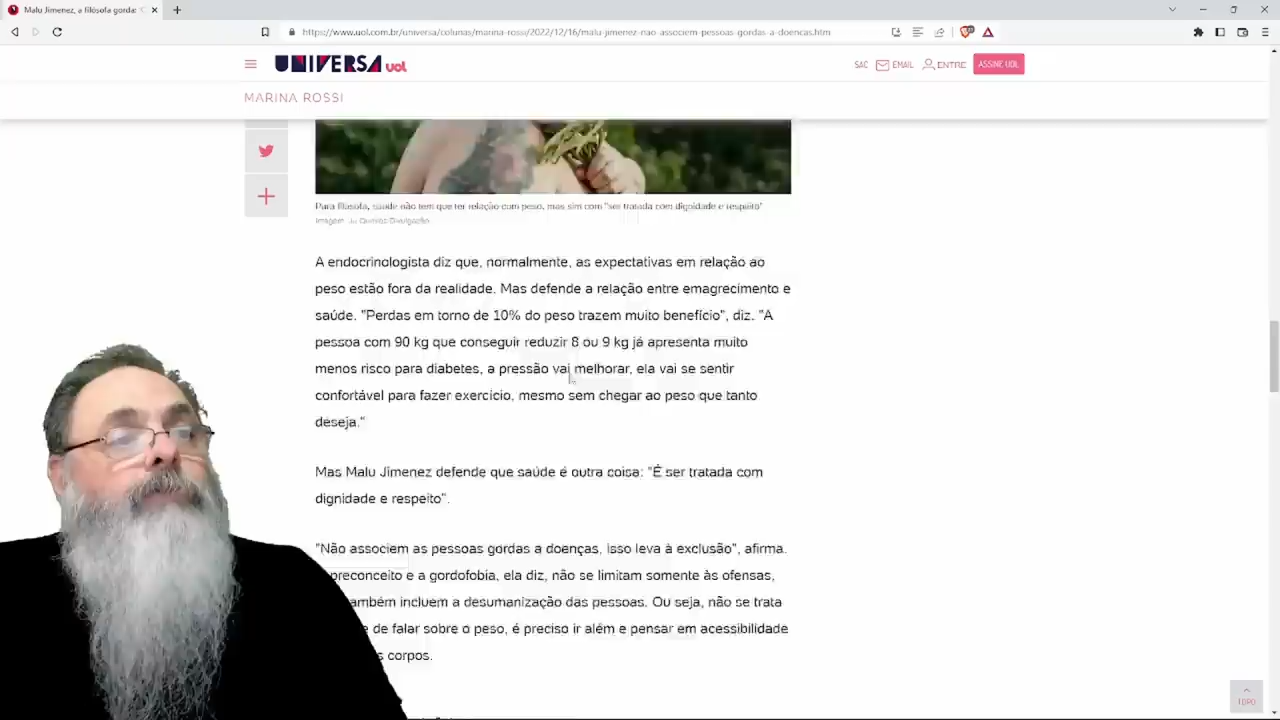 Malu Jimenez, a filósofa gorda:
https://www.uol.com.br/universa/colunas/marina-rossi/2022/12/16/malu-jimenez-nao-associem-pessoas-gordas-a-doencas.htm
UNIVERSA uol
SAC EMAIL ENTRE ASSINE UOL
MARINA ROSSI
Para filósofa, saúde não tem que ter relação com peso, mas sim com "ser tratada com dignidade e respeito"
Imagem: Divulgação
A endocrinologista diz que, normalmente, as expectativas em relação ao
peso estão fora da realidade. Mas defende a relação entre emagrecimento e
saúde. "Perdas em torno de 10% do peso trazem muito benefício", diz. "A
pessoa com 90 kg que conseguir reduzir 8 ou 9 kg já apresenta muito
menos risco para diabetes, a pressão vai melhorar, ela vai se sentir
confortável para fazer exercício, mesmo sem chegar ao peso que tanto
deseja."
Mas Malu Jimenez defende que saúde é outra coisa: "É ser tratada com
dignidade e respeito".
"Não associem as pessoas gordas a doenças, isso leva à exclusão", afirma.
preconceito e a gordofobia, ela diz, não se limitam somente às ofensas,
também incluem a desumanização das pessoas. Ou seja, não se trata
de falar sobre o peso, é preciso ir além e pensar em acessibilidade
corpos.
TOPO